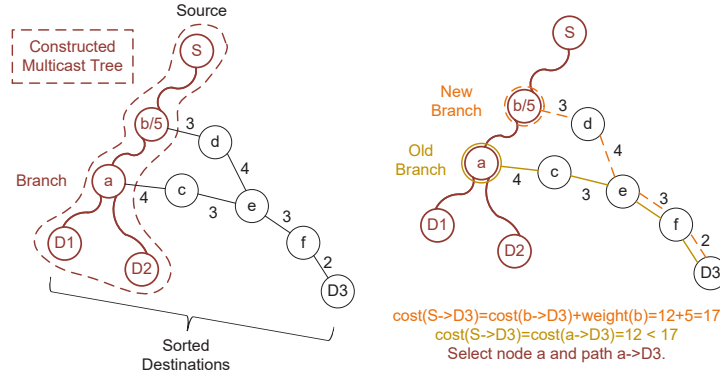 Source
Constructed
Multicast Tree
S
b/5
3
d
4
Branch
a
4
c
3
e
3
f
2
D1
D2
D3
Sorted
Destinations
S
New
Branch
b/5
3
d
Old
Branch
4
a
4
c
3
e
3
f
2
D1
D2
D3
cost(S->D3)=cost(b->D3)+weight(b)=12+5=17
cost(S->D3)=cost(a->D3)=12 < 17
Select node a and path a->D3.